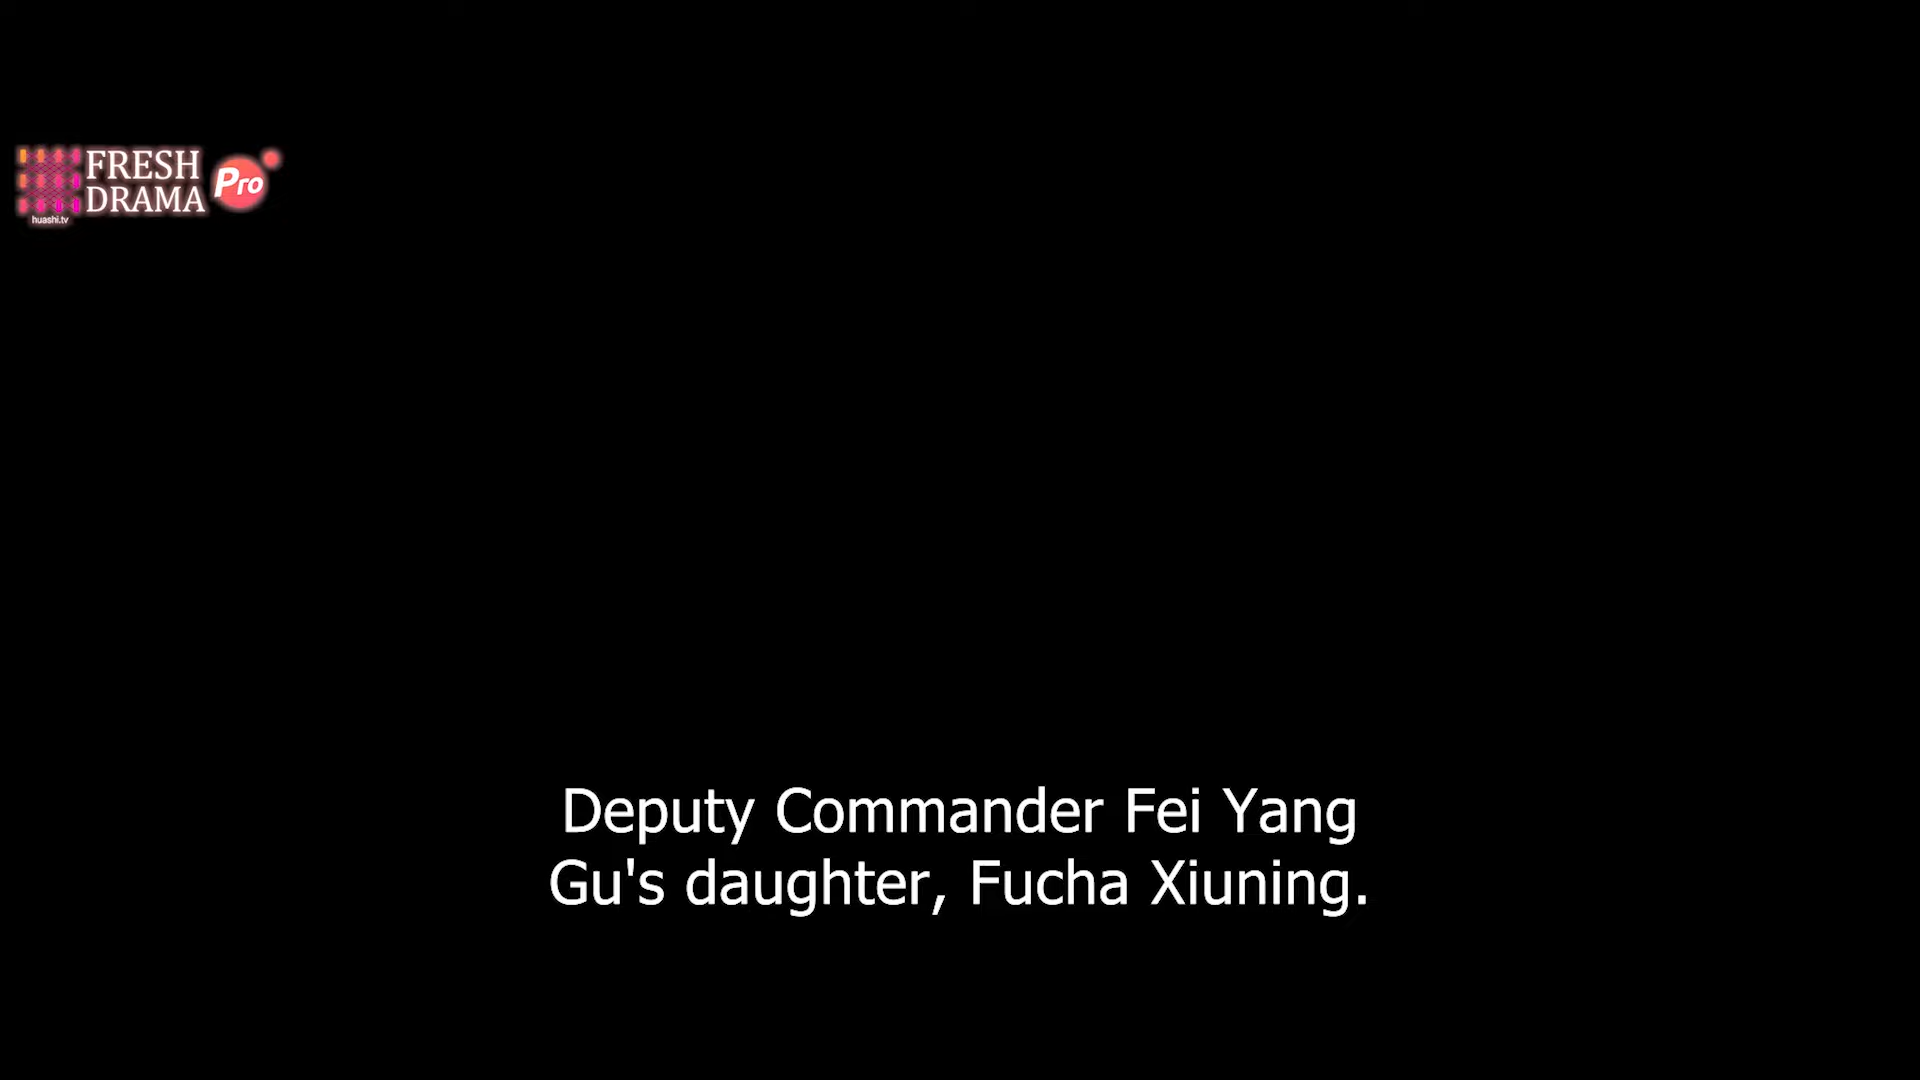 FRESH
DRAMA
Pro
huashi.tv
Deputy Commander Fei Yang
Gu's daughter, Fucha Xiuning.